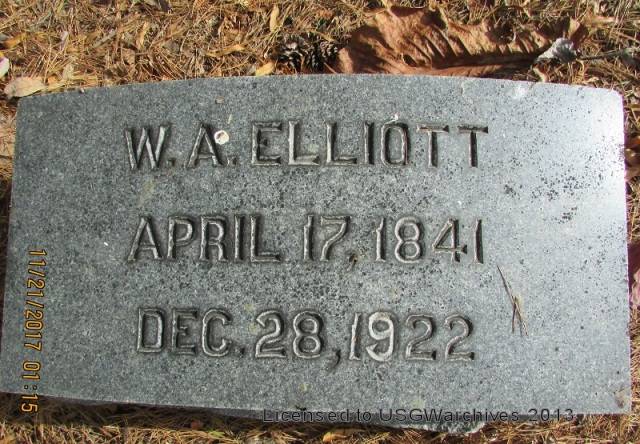 W. A. ELLIOTT
APRIL 17, 1841
DEC. 28, 1922
11/21/2017 01:15
Licensed to USGWarchives 2013